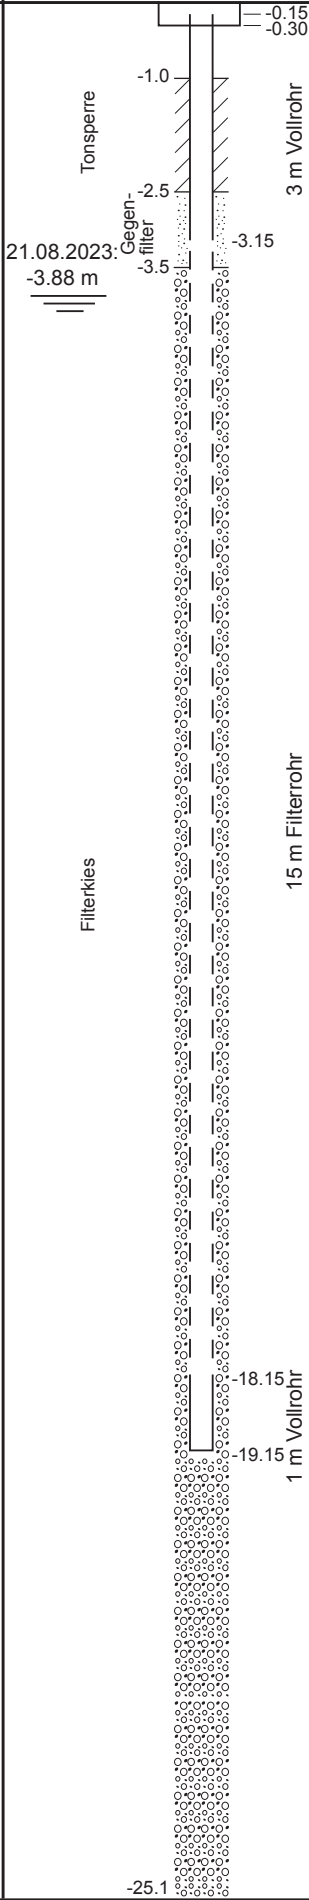 -0.15
-0.30
-1.0
Tonsperre
3 m Vollrohr
-2.5
Gegen-
filter
-3.15
21.08.2023:
-3.88 m
-3.5
15 m Filterrohr
Filterkies
-18.15
1 m Vollrohr
-19.15
-25.1